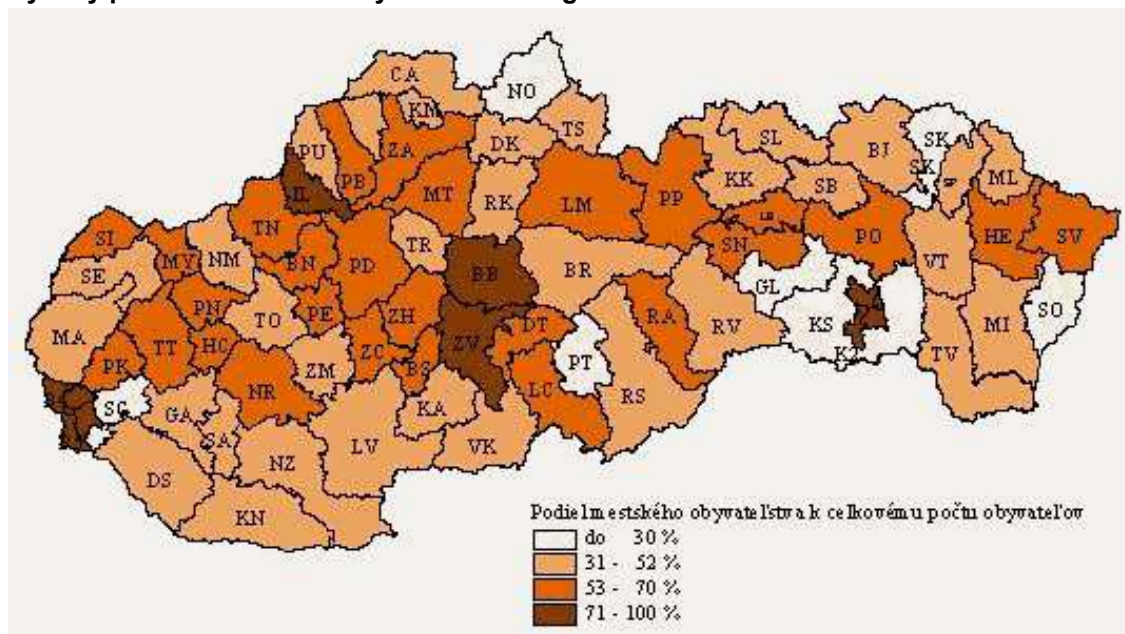 CA
NO
KM
TS
DK
PU
ZA
PB
IL
MT
RK
LM
PP
SL
KK
SB
BJ
SK
SK
ML
HE
SV
SI
TN
MY
NM
SE
BN
PD
TR
BB
BR
SN
PO
VT
GL
SO
MA
PN
TO
PE
ZH
PK
TT
HC
ZM
ZC
BS
ZV
DT
PT
RA
RV
KS
MI
TV
SC
GA
SA
NR
LV
KA
LC
RS
VK
DS
NZ
KN
Podiel mestského obyvateľstva k celkovému počtu obyvateľov
do 30 %
31 - 52 %
53 - 70 %
71 - 100 %